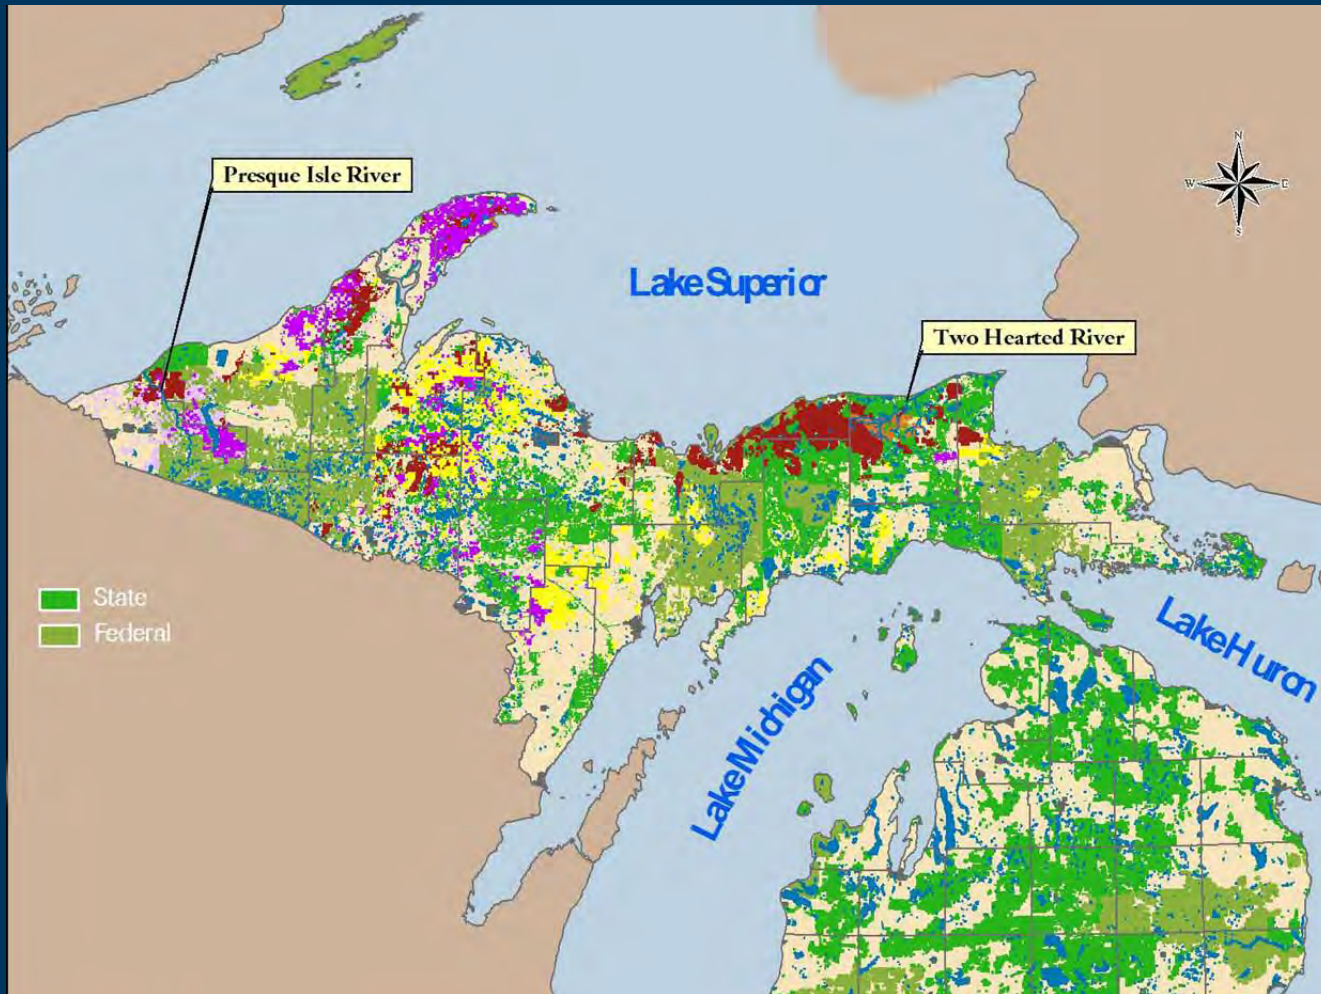 N
W E
S
Presque Isle River
Lake Superior
Two Hearted River
State
Federal
Lake Huron
Lake Michigan